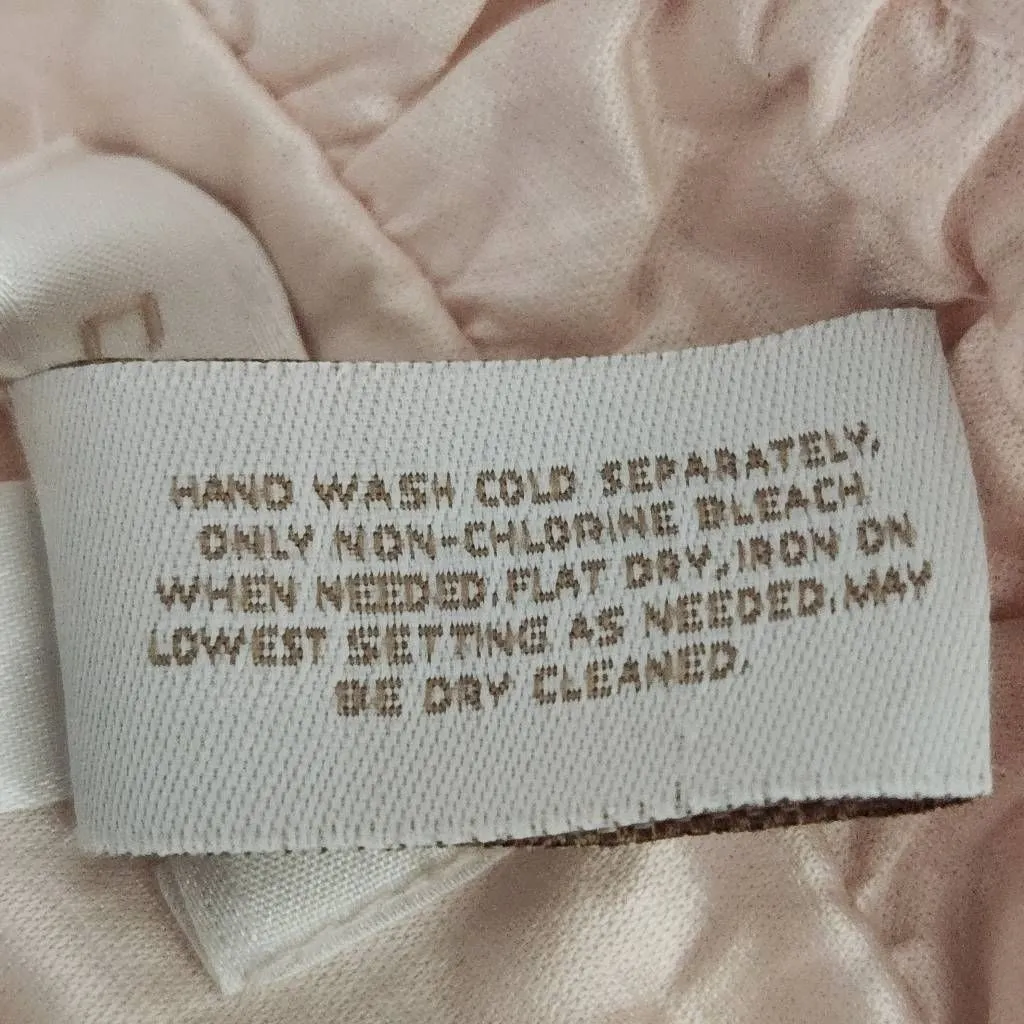 HAND WASH COLD SEPARATELY,
ONLY NON-CHLORINE BLEACH
WHEN NEEDED, FLAT DRY, IRON ON
LOWEST SETTING AS NEEDED, MAY
BE DRY CLEANED.